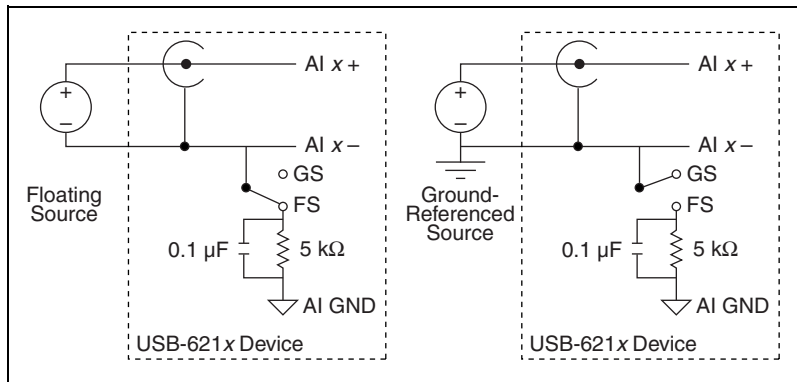 +
−
AI x +
AI x −
GS
FS
Floating
Source
0.1 µF
5 kΩ
AI GND
USB-621x Device
+
−
AI x +
AI x −
GS
FS
Ground-
Referenced
Source
0.1 µF
5 kΩ
AI GND
USB-621x Device